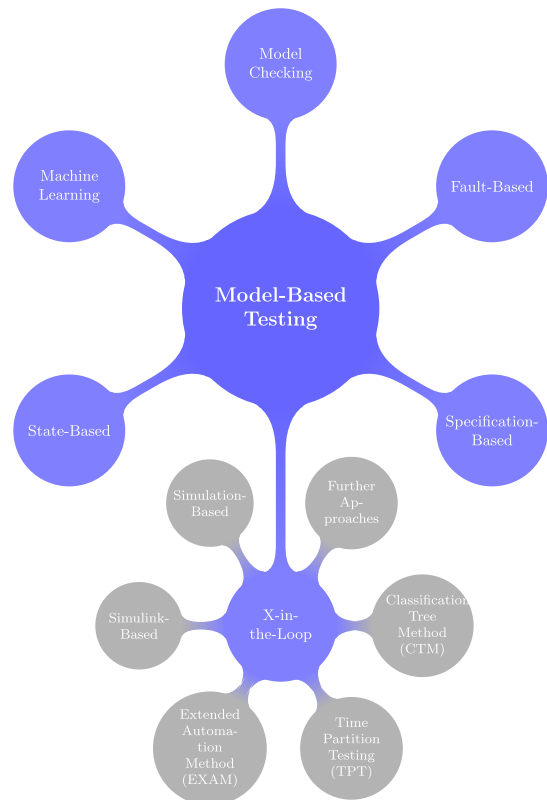 Model
Checking
Machine
Learning
Fault-Based
Model-Based
Testing
State-Based
Specification-
Based
Simulation-
Based
Further
Ap-
proaches
X-in-
the-Loop
Simulink-
Based
Classification
Tree
Method
(CTM)
Extended
Automa-
tion
Method
(EXAM)
Time
Partition
Testing
(TPT)